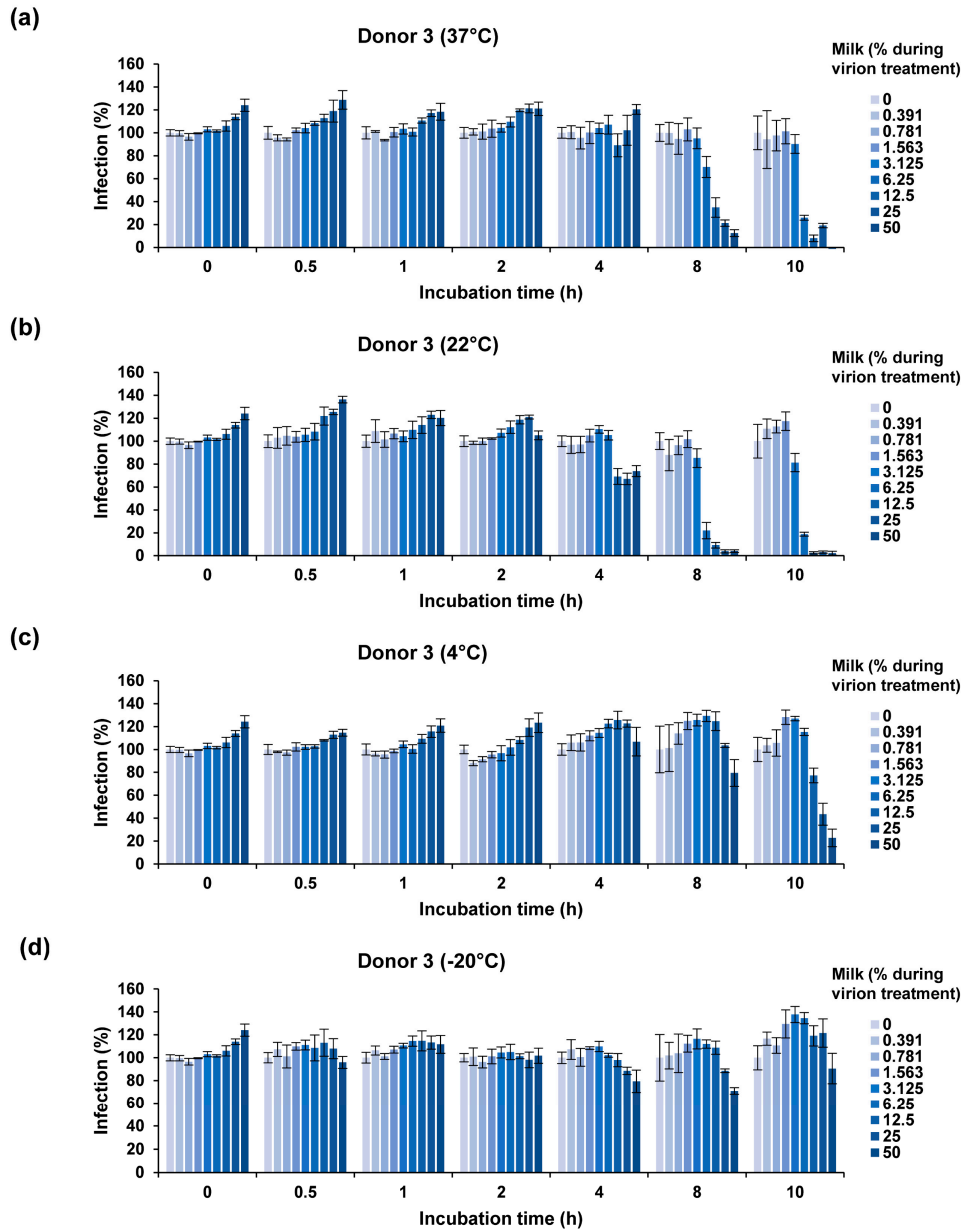 (a)
Donor 3 (37°C)
Milk (% during
virion treatment)
0
0.391
0.781
1.563
3.125
6.25
12.5
25
50
Infection (%)
160
140
120
100
80
60
40
20
0
0 0.5 1 2 4 8 10
Incubation time (h)
(b)
Donor 3 (22°C)
Milk (% during
virion treatment)
0
0.391
0.781
1.563
3.125
6.25
12.5
25
50
Infection (%)
160
140
120
100
80
60
40
20
0
0 0.5 1 2 4 8 10
Incubation time (h)
(c)
Donor 3 (4°C)
Milk (% during
virion treatment)
0
0.391
0.781
1.563
3.125
6.25
12.5
25
50
Infection (%)
160
140
120
100
80
60
40
20
0
0 0.5 1 2 4 8 10
Incubation time (h)
(d)
Donor 3 (-20°C)
Milk (% during
virion treatment)
0
0.391
0.781
1.563
3.125
6.25
12.5
25
50
Infection (%)
160
140
120
100
80
60
40
20
0
0 0.5 1 2 4 8 10
Incubation time (h)